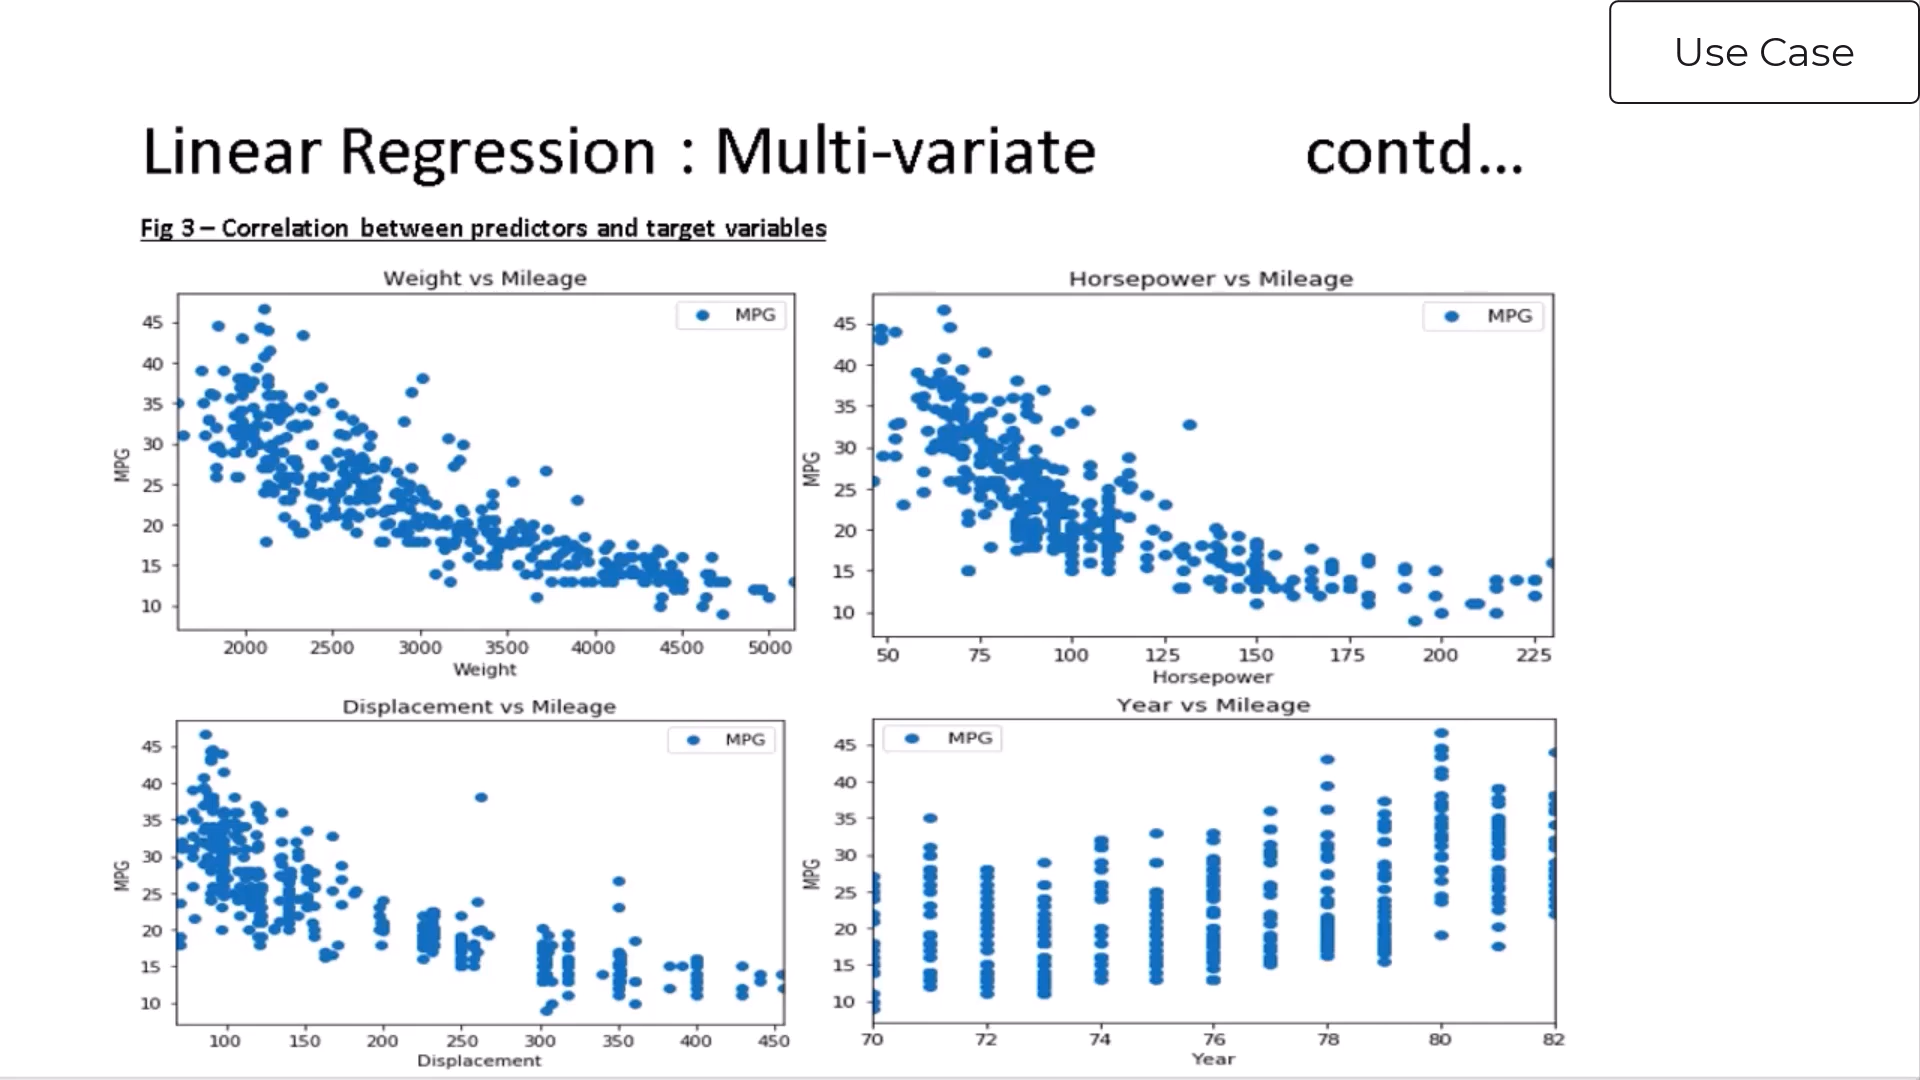 Use Case
Linear Regression : Multi-variate contd...
Fig 3 – Correlation between predictors and target variables
Weight vs Mileage
MPG
45
40
35
30
25
20
15
10
MPG
2000 2500 3000 3500 4000 4500 5000
Weight
Horsepower vs Mileage
MPG
45
40
35
30
25
20
15
10
MPG
50 75 100 125 150 175 200 225
Horsepower
Displacement vs Mileage
MPG
45
40
35
30
25
20
15
10
MPG
100 150 200 250 300 350 400 450
Displacement
Year vs Mileage
MPG
45
40
35
30
25
20
15
10
MPG
70 72 74 76 78 80 82
Year